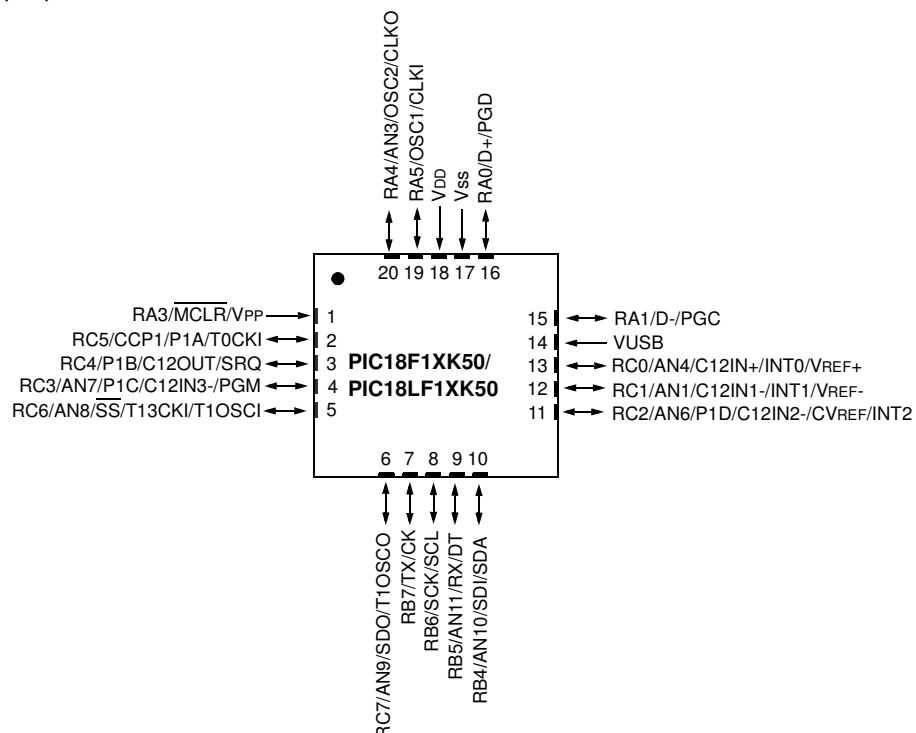 RA4/AN3/OSC2/CLKO
RA5/OSC1/CLKI
VDD
VSS
RA0/D+/PGD
20 19 18 17 16
RA3/MCLR/VPP 1
RC5/CCP1/P1A/T0CKI 2
RC4/P1B/C12OUT/SRQ 3
RC3/AN7/P1C/C12IN3-/PGM 4
RC6/AN8/SS/T13CKI/T1OSCI 5
PIC18F1XK50/
PIC18LF1XK50
15 RA1/D-/PGC
14 VUSB
13 RC0/AN4/C12IN+/INT0/VREF+
12 RC1/AN1/C12IN1-/INT1/VREF-
11 RC2/AN6/P1D/C12IN2-/CVREF/INT2
6 7 8 9 10
RC7/AN9/SDO/T1OSCO
RB7/TX/CK
RB6/SCK/SCL
RB5/AN11/RX/DT
RB4/AN10/SDI/SDA